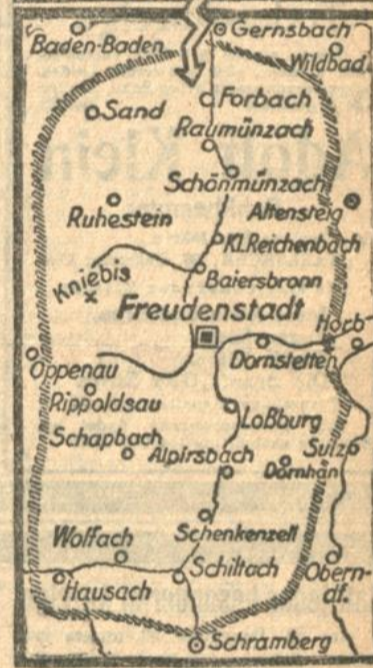 Gernsbach
Baden-Baden
Wildbad
Sand
Forbach
Raumünzach
Schönmünzach
Ruhestein
Altensteig
Kl.Reichenbach
Kniebis
Baiersbronn
Freudenstadt
Horb
Dornstetten
Oppenau
Rippoldsau
Loßburg
Schapbach
Alpirsbach
Sulz
Dornhan
Schenkenzell
Wolfach
Schiltach
Obern-
df.
Hausach
Schramberg